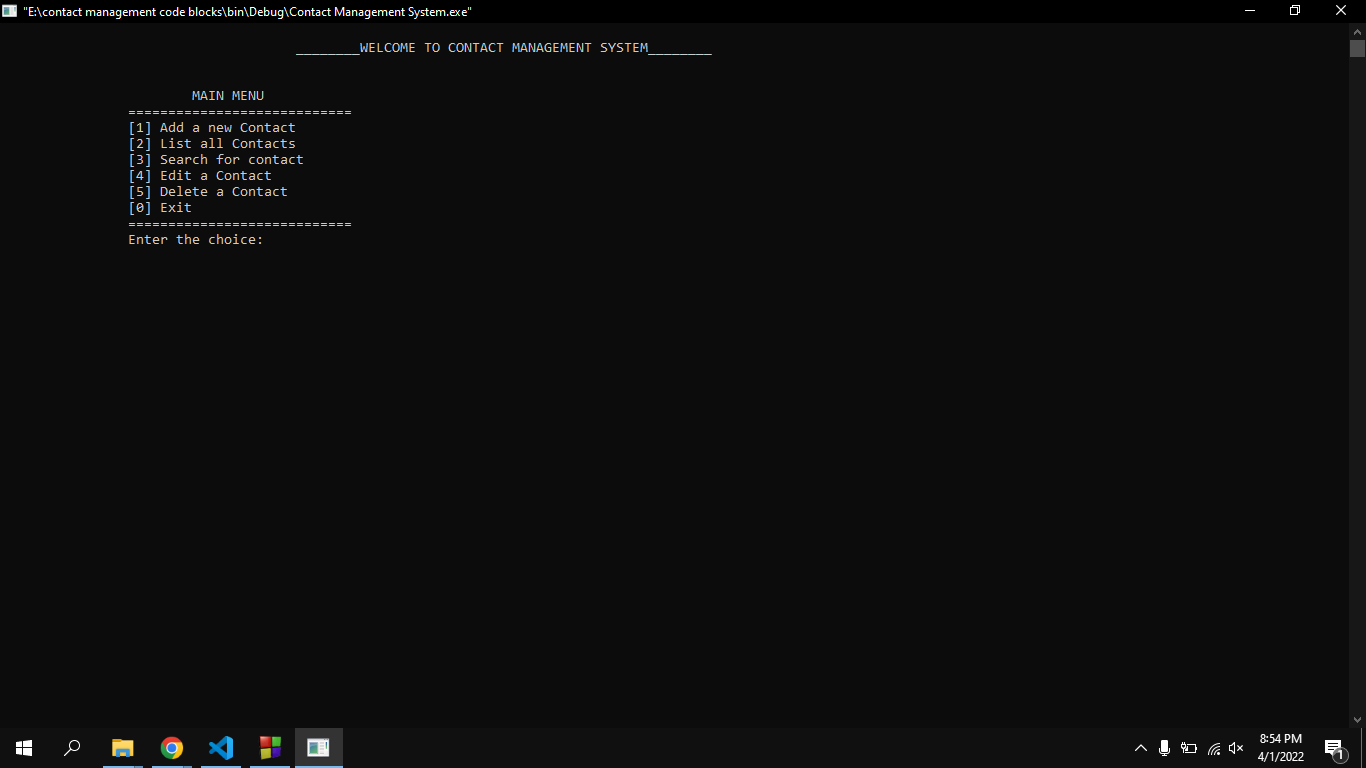 "E:\contact management code blocks\bin\Debug\Contact Management System.exe"
________WELCOME TO CONTACT MANAGEMENT SYSTEM________
MAIN MENU
============================
[1] Add a new Contact
[2] List all Contacts
[3] Search for contact
[4] Edit a Contact
[5] Delete a Contact
[0] Exit
============================
Enter the choice:
8:54 PM
4/1/2022
1